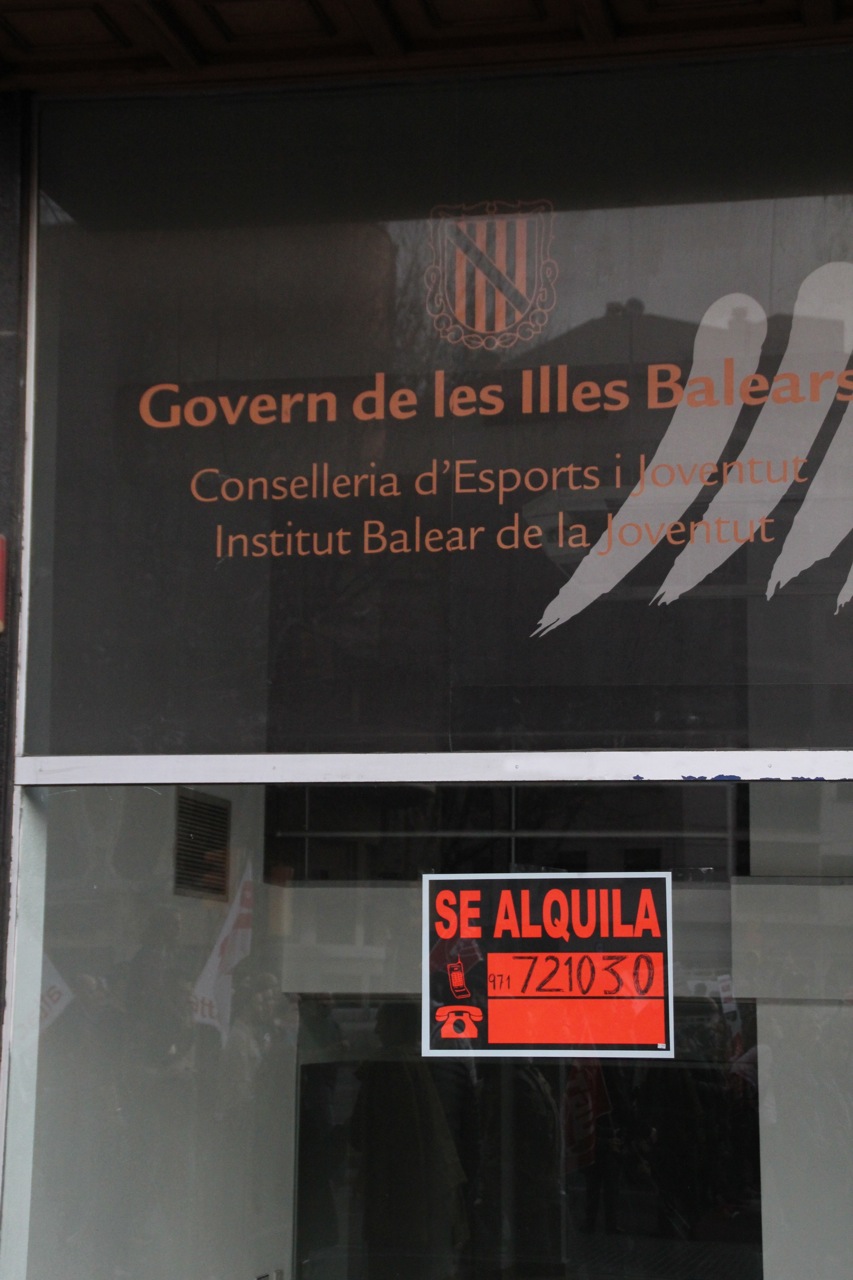 Govern de les Illes Balears
Conselleria d'Esports i Joventut
Institut Balear de la Joventut
SE ALQUILA
971 721030